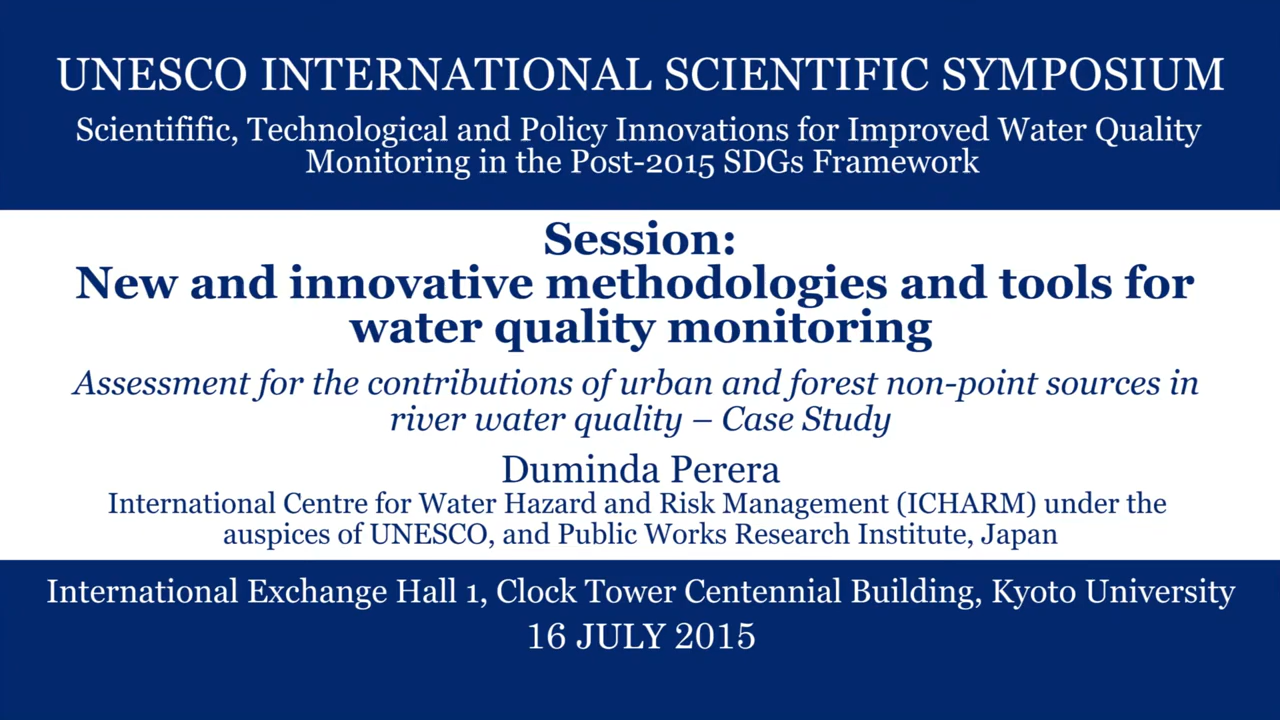 UNESCO INTERNATIONAL SCIENTIFIC SYMPOSIUM
Scientifific, Technological and Policy Innovations for Improved Water Quality
Monitoring in the Post-2015 SDGs Framework
Session:
New and innovative methodologies and tools for
water quality monitoring
Assessment for the contributions of urban and forest non-point sources in
river water quality – Case Study
Duminda Perera
International Centre for Water Hazard and Risk Management (ICHARM) under the
auspices of UNESCO, and Public Works Research Institute, Japan
International Exchange Hall 1, Clock Tower Centennial Building, Kyoto University
16 JULY 2015